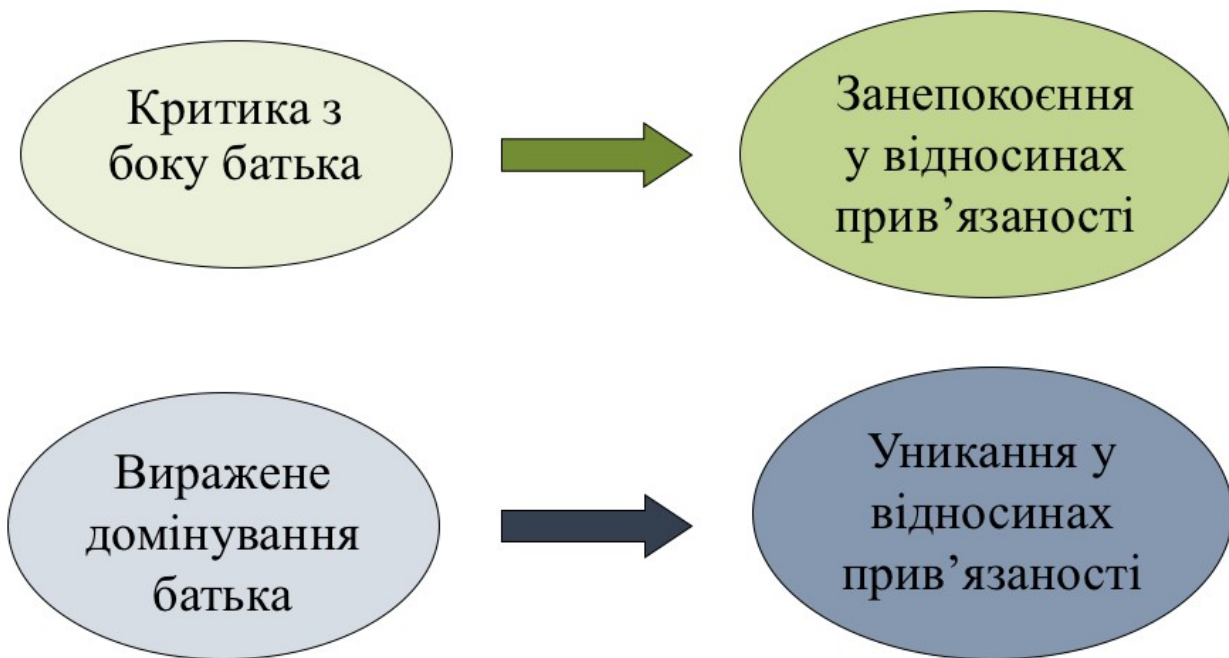 Критика з
боку батька
Занепокоєння
у відносинах
прив’язаності
Виражене
домінування
батька
Уникання у
відносинах
прив’язаності